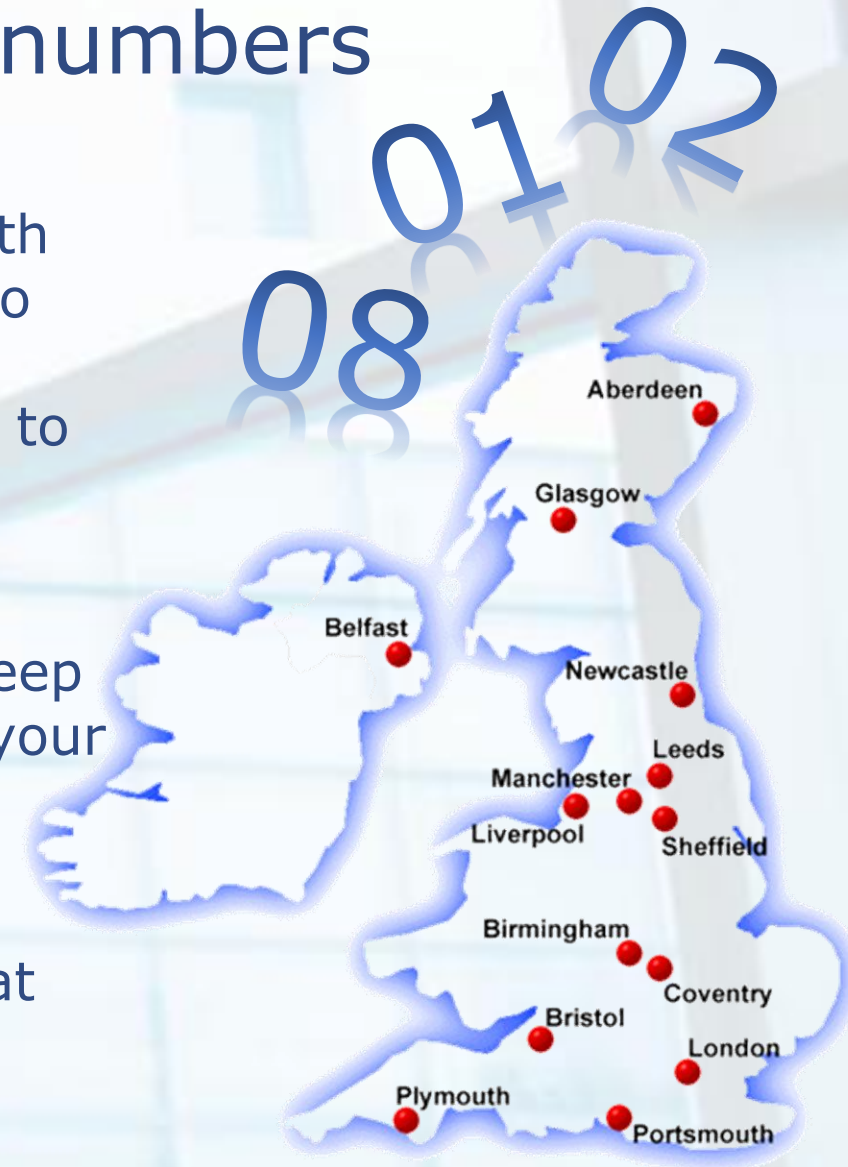 numbers
02
01
th
o
08
to
Aberdeen
Glasgow
Belfast
Newcastle
eep
your
Leeds
Manchester
Liverpool
Sheffield
Birmingham
at
Coventry
Bristol
London
Plymouth
Portsmouth